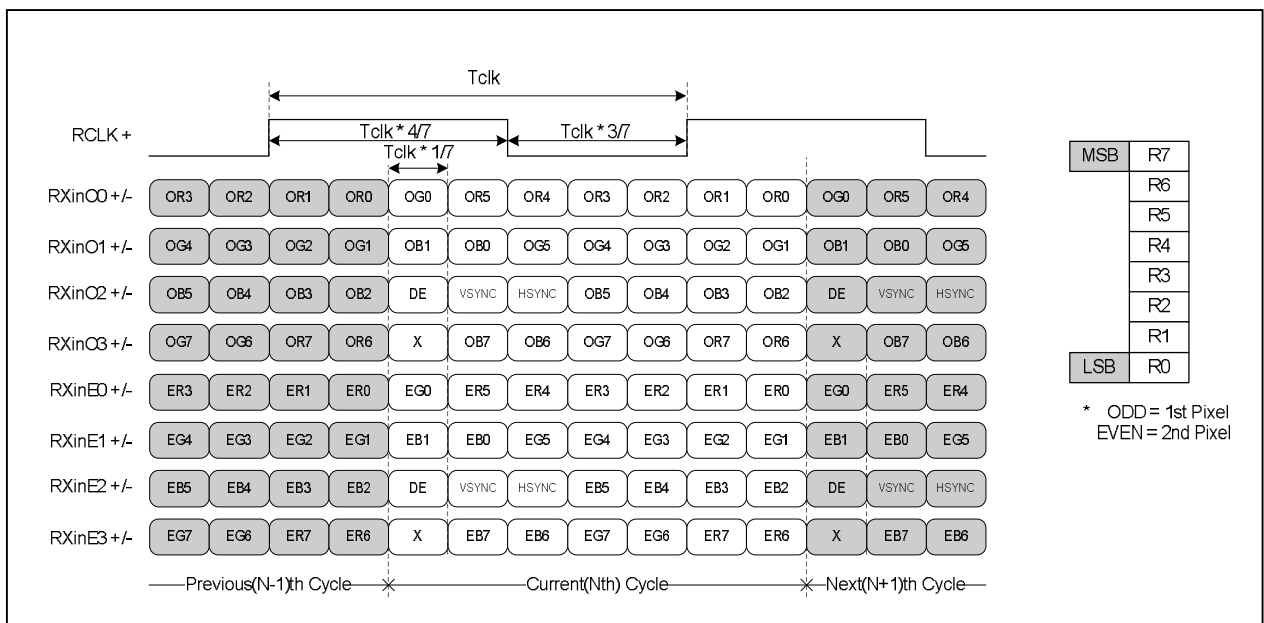 Tclk
RCLK +
Tclk * 4/7
Tclk * 3/7
Tclk * 1/7
RXinO0 +/- OR3 OR2 OR1 OR0 OG0 OR5 OR4 OR3 OR2 OR1 OR0 OG0 OR5 OR4
RXinO1 +/- OG4 OG3 OG2 OG1 OB1 OB0 OG5 OG4 OG3 OG2 OG1 OB1 OB0 OG5
RXinO2 +/- OB5 OB4 OB3 OB2 DE VSYNC HSYNC OB5 OB4 OB3 OB2 DE VSYNC HSYNC
RXinO3 +/- OG7 OG6 OR7 OR6 X OB7 OB6 OG7 OG6 OR7 OR6 X OB7 OB6
RXinE0 +/- ER3 ER2 ER1 ER0 EG0 ER5 ER4 ER3 ER2 ER1 ER0 EG0 ER5 ER4
RXinE1 +/- EG4 EG3 EG2 EG1 EB1 EB0 EG5 EG4 EG3 EG2 EG1 EB1 EB0 EG5
RXinE2 +/- EB5 EB4 EB3 EB2 DE VSYNC HSYNC EB5 EB4 EB3 EB2 DE VSYNC HSYNC
RXinE3 +/- EG7 EG6 ER7 ER6 X EB7 EB6 EG7 EG6 ER7 ER6 X EB7 EB6
Previous(N-1)th Cycle Current(Nth) Cycle Next(N+1)th Cycle
MSB R7
R6
R5
R4
R3
R2
R1
LSB R0
* ODD = 1st Pixel
EVEN = 2nd Pixel